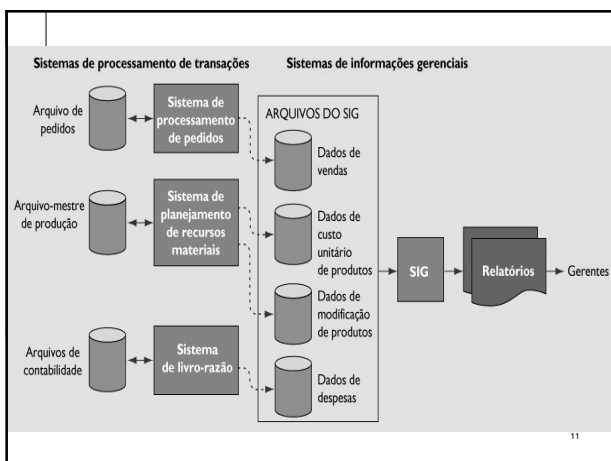 Sistemas de processamento de transações
Sistemas de informações gerenciais
Arquivo de
pedidos
Sistema de
processamento
de pedidos
ARQUIVOS DO SIG
Dados de
vendas
Arquivo-mestre
de produção
Sistema de
planejamento
de recursos
materiais
Dados de
custo
unitário
de produtos
SIG
Relatórios
Gerentes
Dados de
modificação
de produtos
Arquivos de
contabilidade
Sistema
de livro-razão
Dados de
despesas
11